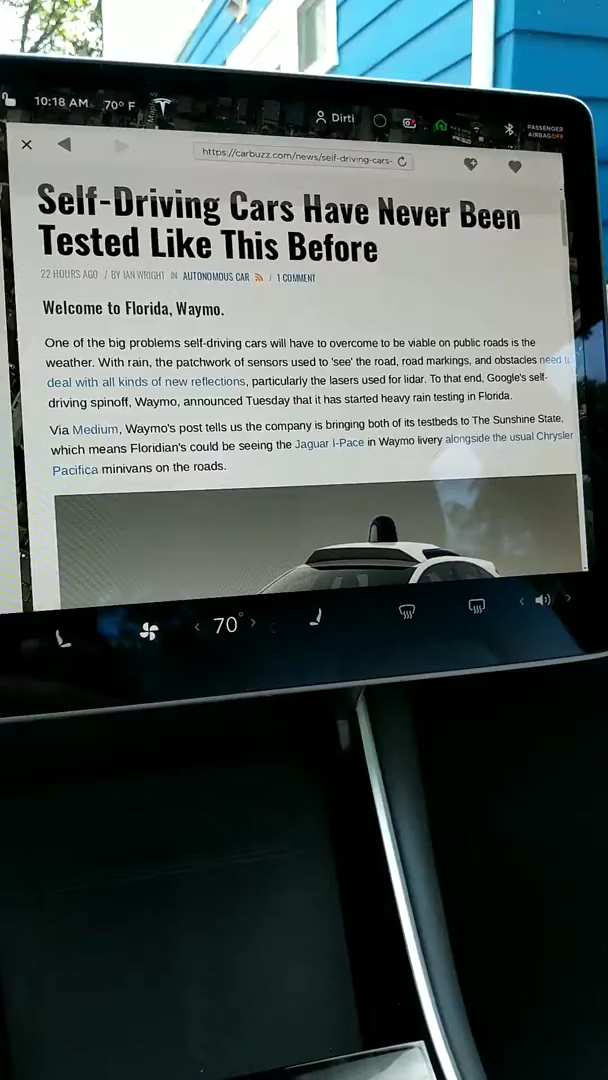 10:18 AM 70° F Dirti PASSENGER
AIRBAG OFF
https://carbuzz.com/news/self-driving-cars-
Self-Driving Cars Have Never Been
Tested Like This Before
22 HOURS AGO / BY IAN WRIGHT IN AUTONOMOUS CAR / 1 COMMENT
Welcome to Florida, Waymo.
One of the big problems self-driving cars will have to overcome to be viable on public roads is the
weather. With rain, the patchwork of sensors used to 'see' the road, road markings, and obstacles need to
deal with all kinds of new reflections, particularly the lasers used for lidar. To that end, Google's self-
driving spinoff, Waymo, announced Tuesday that it has started heavy rain testing in Florida.
Via Medium, Waymo's post tells us the company is bringing both of its testbeds to The Sunshine State,
which means Floridian's could be seeing the Jaguar I-Pace in Waymo livery alongside the usual Chrysler
Pacifica minivans on the roads.
70°